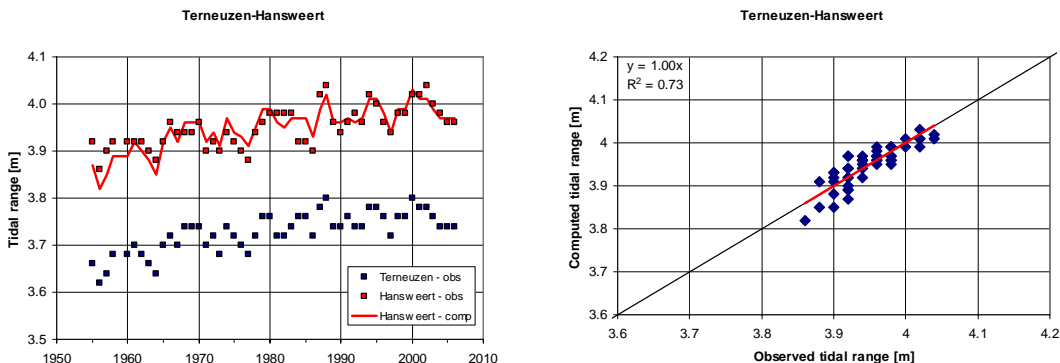 Terneuzen-Hansweert
Tidal range [m]
4.1
4.0
3.9
3.8
3.7
3.6
3.5
1950
1960
1970
1980
1990
2000
2010
Terneuzen - obs
Hansweert - obs
Hansweert - comp
Terneuzen-Hansweert
y = 1.00x
R² = 0.73
Computed tidal range [m]
4.2
4.1
4
3.9
3.8
3.7
3.6
3.6
3.7
3.8
3.9
4
4.1
4.2
Observed tidal range [m]